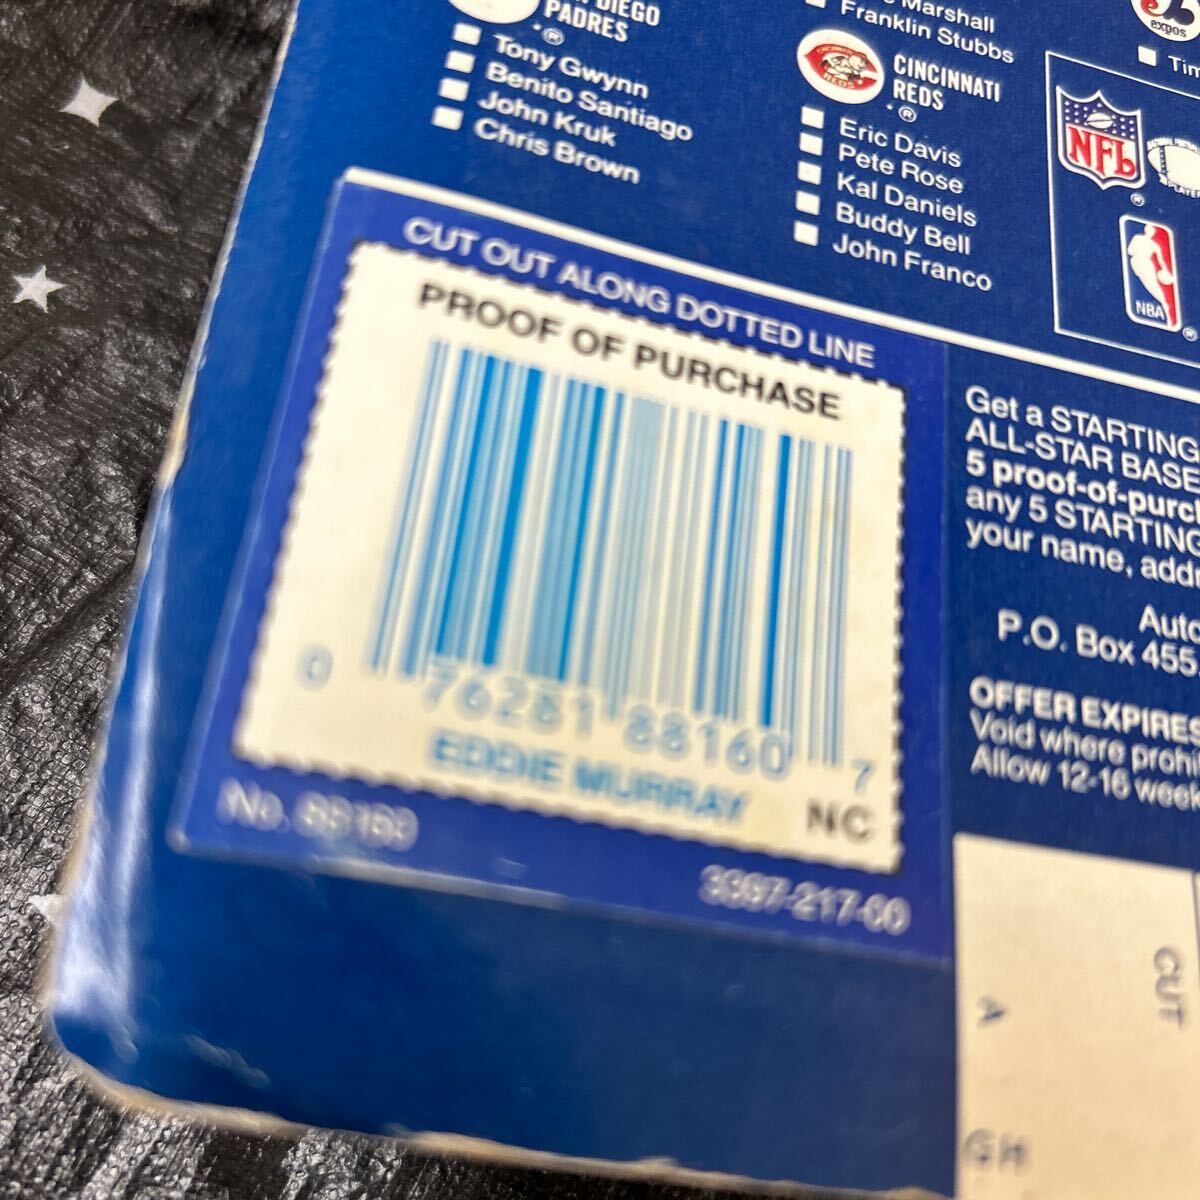 DIEGO
PADRES
®
Tony Gwynn
Benito Santiago
John Kruk
Chris Brown
Marshall
Franklin Stubbs
CINCINNATI
REDS
®
Eric Davis
Pete Rose
Kal Daniels
Buddy Bell
John Franco
expos
NFL
®
NBA
®
CUT OUT ALONG DOTTED LINE
PROOF OF PURCHASE
0 76281 88160 7
EDDIE MURRAY
NC
No. 88160
3397-217-00
Get a STARTING
ALL-STAR BASE
5 proof-of-purc
any 5 STARTING
your name, addr
Auto
P.O. Box 455
OFFER EXPIRES
Void where prohi
Allow 12-16 week
CUT
A
GH